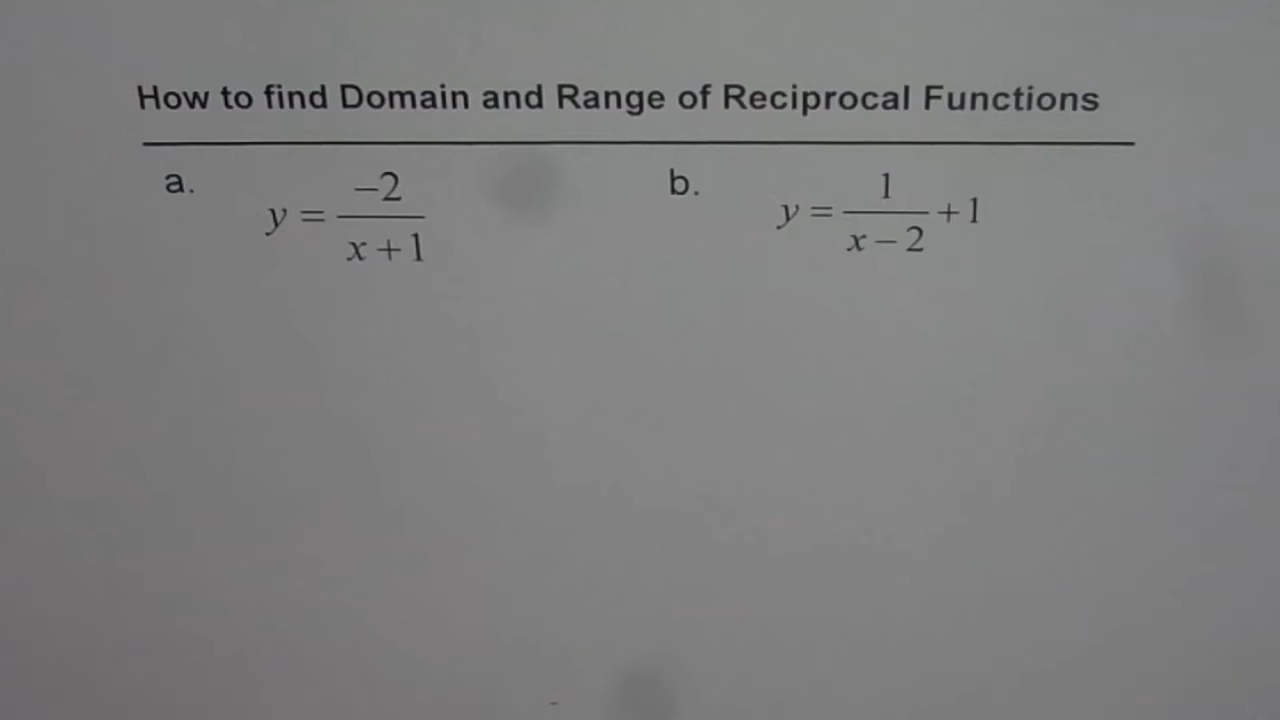 How to find Domain and Range of Reciprocal Functions
a. y = −2/(x + 1) b. y = 1/(x − 2) + 1